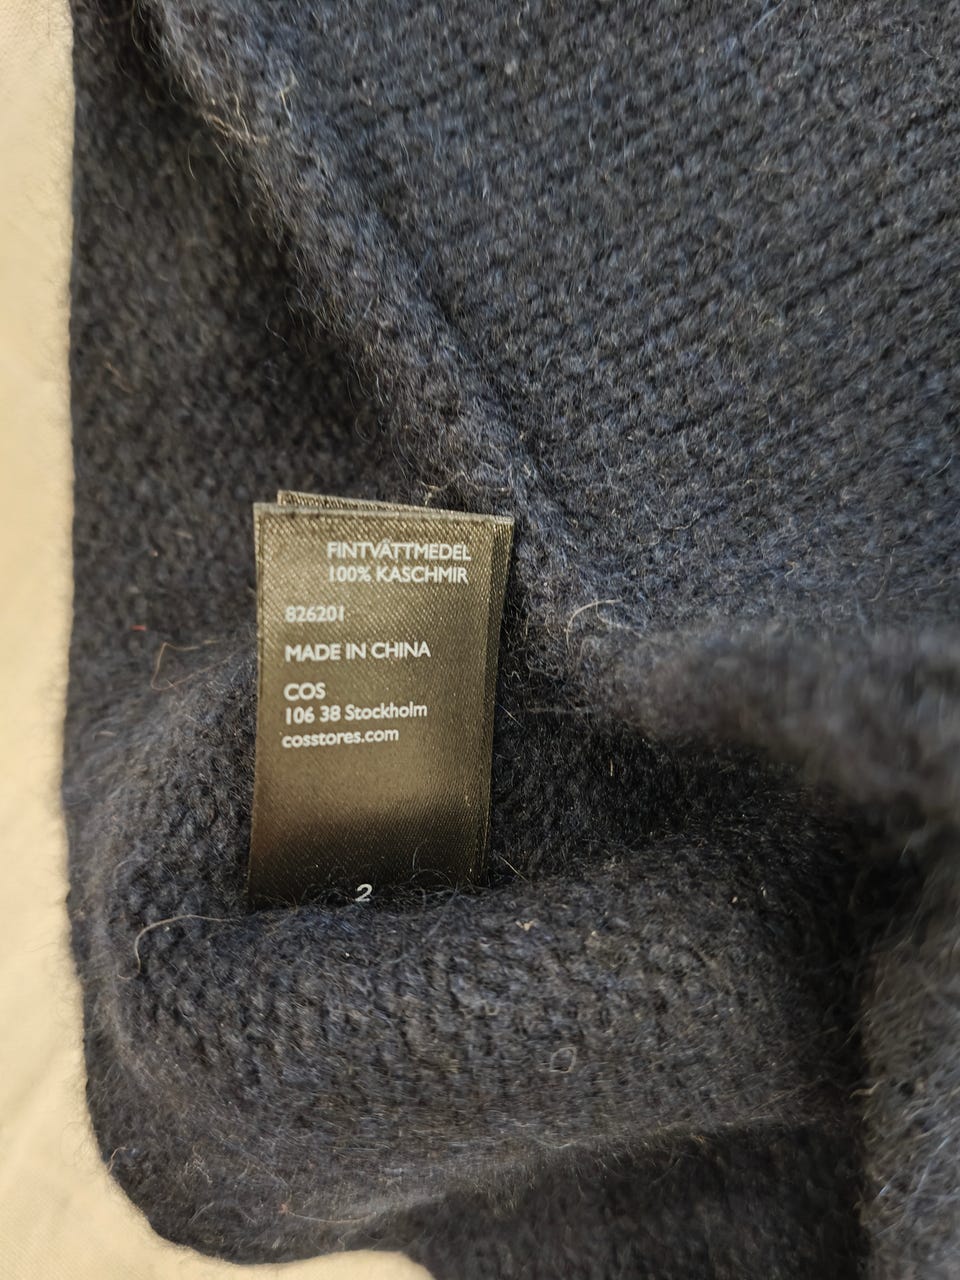 FINTVÄTTMEDEL
100% KASCHMIR
826201
MADE IN CHINA
COS
106 38 Stockholm
cosstores.com
2